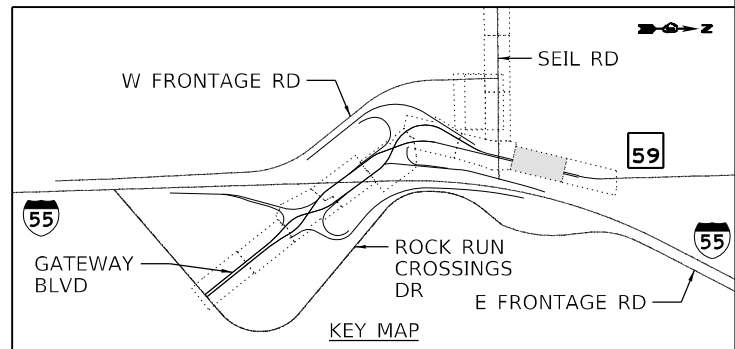 Z
SEIL RD
W FRONTAGE RD
59
55
GATEWAY
BLVD
ROCK RUN
CROSSINGS
DR
55
E FRONTAGE RD
KEY MAP